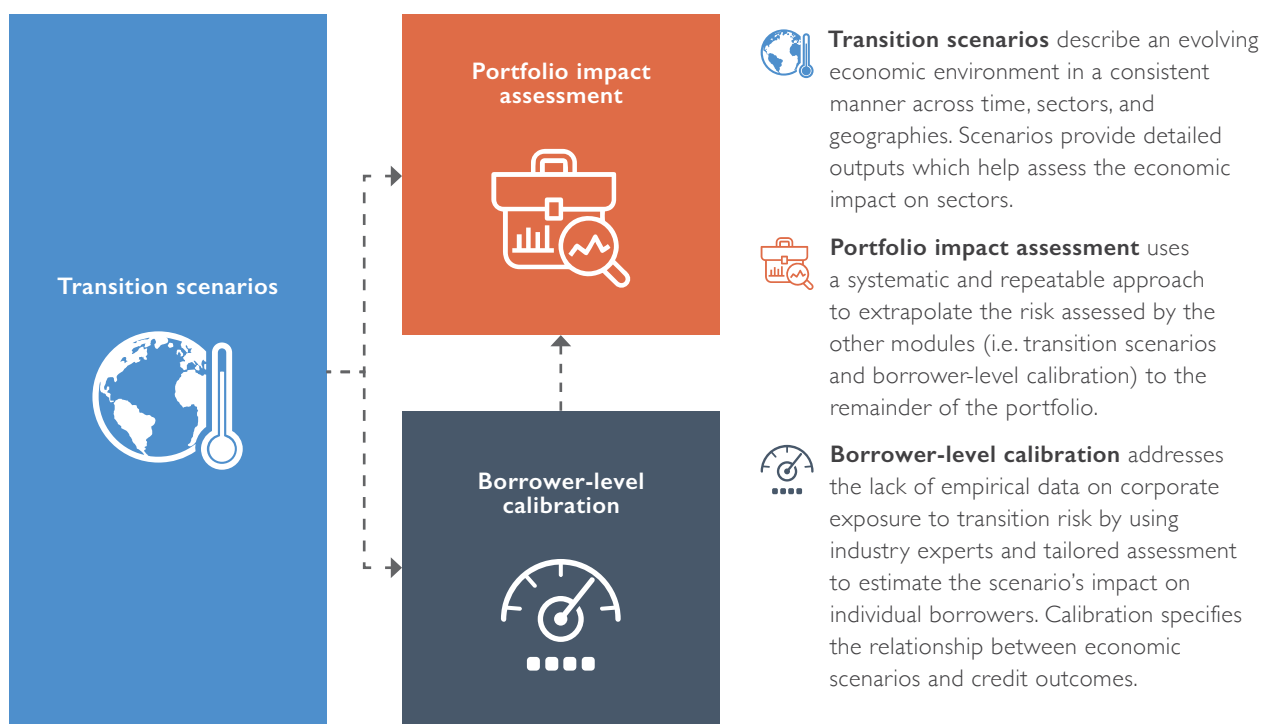 Transition scenarios
Portfolio impact
assessment
Borrower-level
calibration
Transition scenarios describe an evolving
economic environment in a consistent
manner across time, sectors, and
geographies. Scenarios provide detailed
outputs which help assess the economic
impact on sectors.
Portfolio impact assessment uses
a systematic and repeatable approach
to extrapolate the risk assessed by the
other modules (i.e. transition scenarios
and borrower-level calibration) to the
remainder of the portfolio.
Borrower-level calibration addresses
the lack of empirical data on corporate
exposure to transition risk by using
industry experts and tailored assessment
to estimate the scenario’s impact on
individual borrowers. Calibration specifies
the relationship between economic
scenarios and credit outcomes.